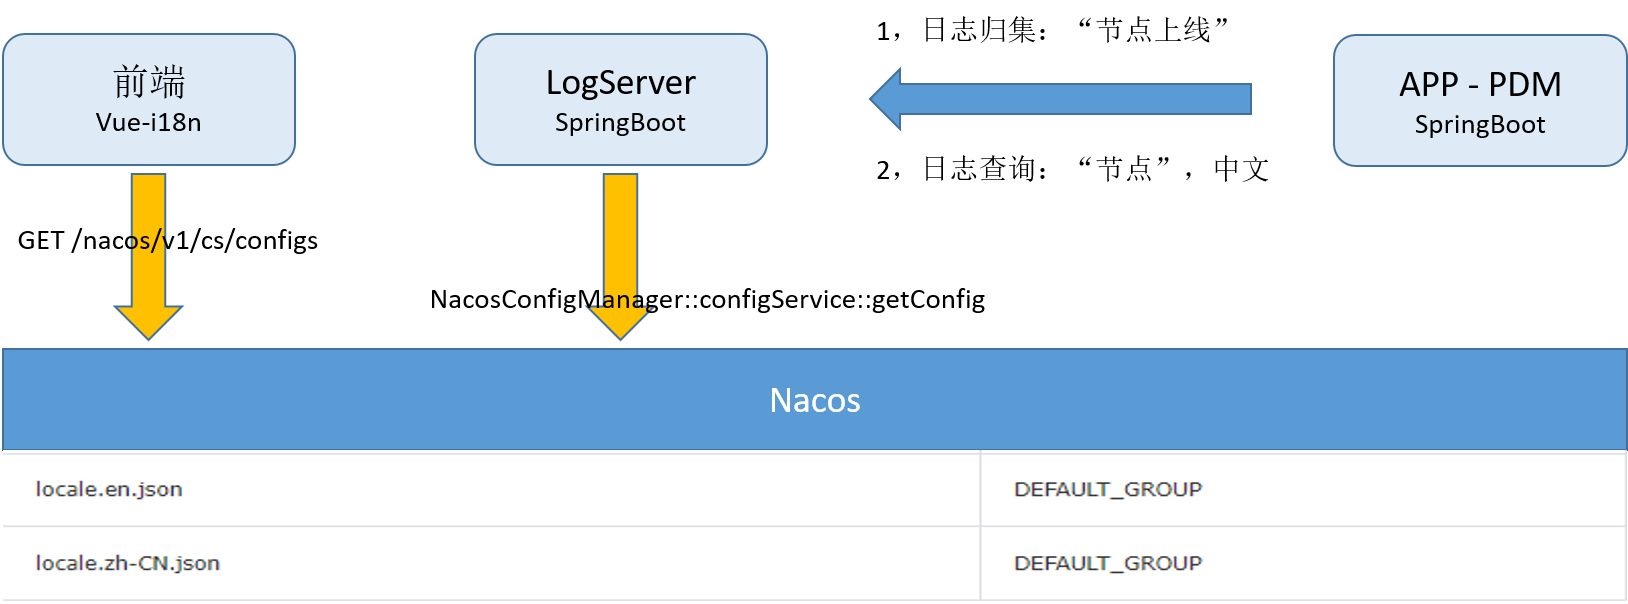 1，日志归集：“节点上线”
前端
Vue-i18n
LogServer
SpringBoot
APP - PDM
SpringBoot
2，日志查询：“节点”，中文
GET /nacos/v1/cs/configs
NacosConfigManager::configService::getConfig
Nacos
locale.en.json
DEFAULT_GROUP
locale.zh-CN.json
DEFAULT_GROUP